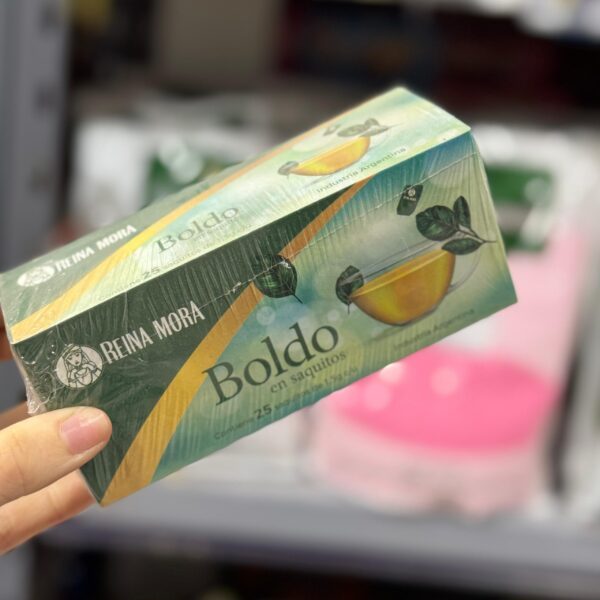 REINA MORA
Boldo
Industria Argentina
REINA MORA
Boldo
en saquitos
Contiene 25
Industria Argentina